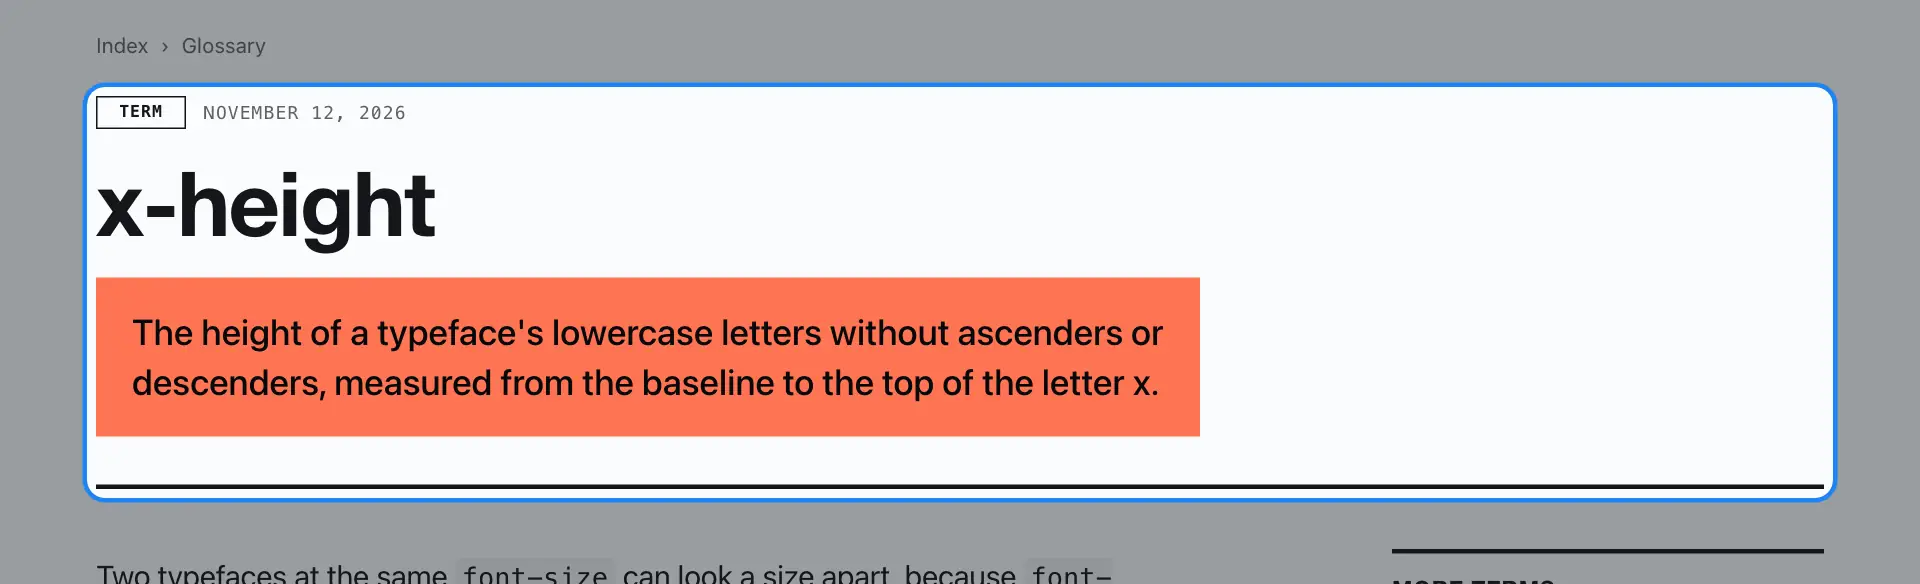 Index › Glossary
TERM NOVEMBER 12, 2026
x-height
The height of a typeface's lowercase letters without ascenders or
descenders, measured from the baseline to the top of the letter x.
Two typefaces at the same font-size can look a size apart, because font-
MORE TERMS